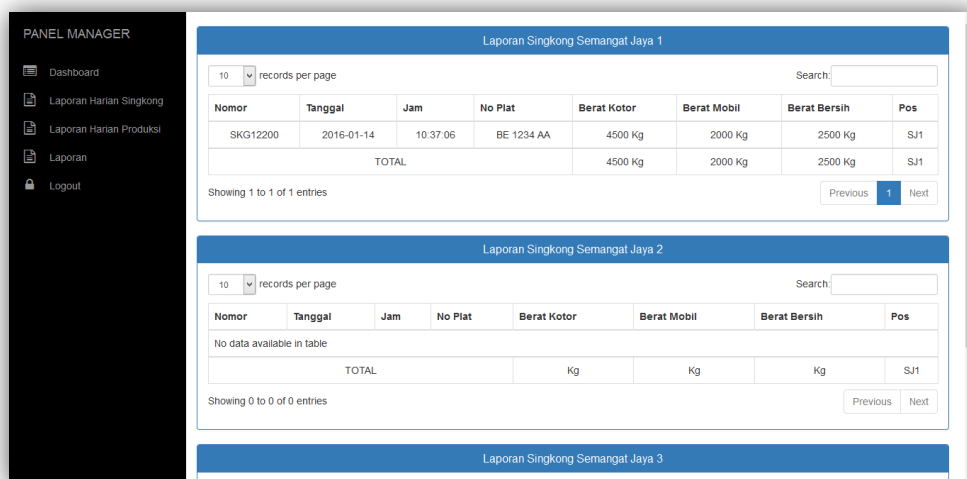 PANEL MANAGER
Dashboard
Laporan Harian Singkong
Laporan Harian Produksi
Laporan
Logout
Laporan Singkong Semangat Jaya 1
10 records per page Search:
Nomor Tanggal Jam No Plat Berat Kotor Berat Mobil Berat Bersih Pos
SKG12200 2016-01-14 10:37:06 BE 1234 AA 4500 Kg 2000 Kg 2500 Kg SJ1
TOTAL 4500 Kg 2000 Kg 2500 Kg SJ1
Showing 1 to 1 of 1 entries Previous 1 Next
Laporan Singkong Semangat Jaya 2
10 records per page Search:
Nomor Tanggal Jam No Plat Berat Kotor Berat Mobil Berat Bersih Pos
No data available in table
TOTAL Kg Kg Kg SJ1
Showing 0 to 0 of 0 entries Previous Next
Laporan Singkong Semangat Jaya 3